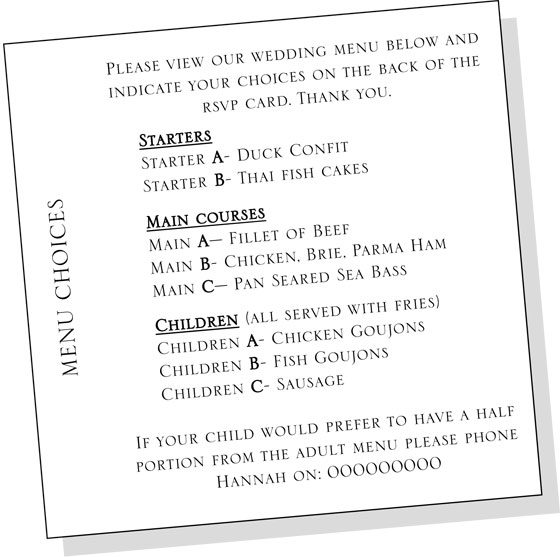 MENU CHOICES
Please view our wedding menu below and
indicate your choices on the back of the
rsvp card. Thank you.
Starters
Starter A- Duck Confit
Starter B- Thai fish cakes
Main courses
Main A— Fillet of Beef
Main B- Chicken, Brie, Parma Ham
Main C— Pan Seared Sea Bass
Children (all served with fries)
Children A- Chicken Goujons
Children B- Fish Goujons
Children C- Sausage
If your child would prefer to have a half
portion from the adult menu please phone
Hannah on: OOOOOOOOO